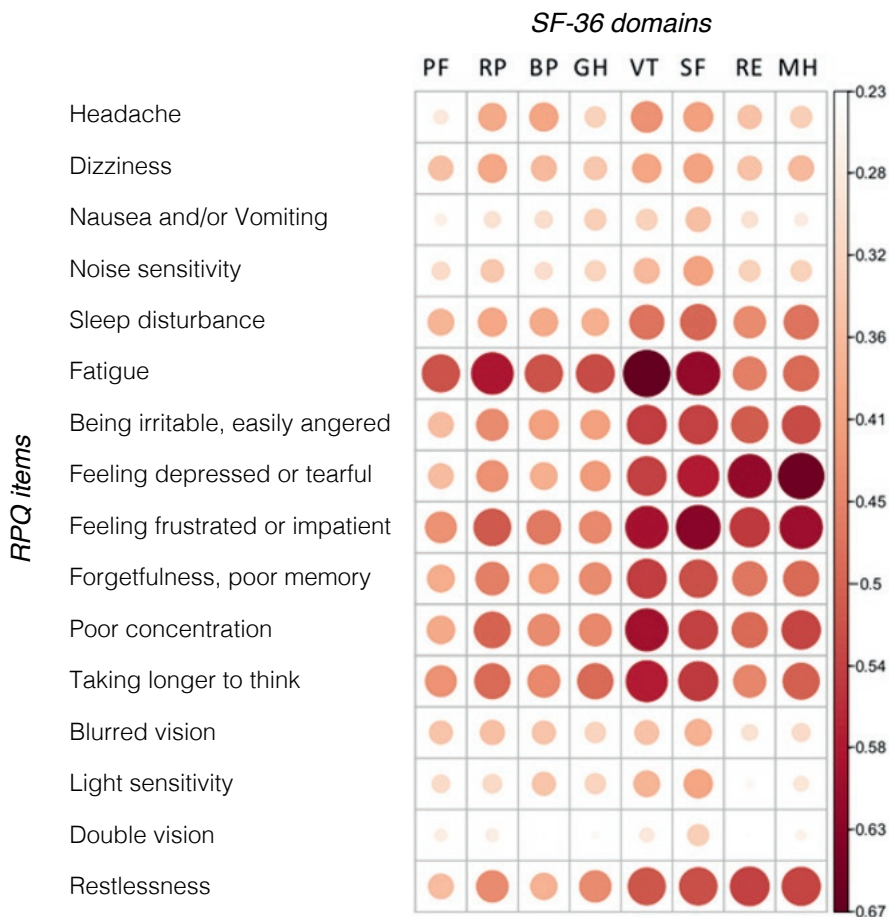 SF-36 domains
PF RP BP GH VT SF RE MH
RPQ items
Headache
Dizziness
Nausea and/or Vomiting
Noise sensitivity
Sleep disturbance
Fatigue
Being irritable, easily angered
Feeling depressed or tearful
Feeling frustrated or impatient
Forgetfulness, poor memory
Poor concentration
Taking longer to think
Blurred vision
Light sensitivity
Double vision
Restlessness
0.23
0.28
0.32
0.36
0.41
0.45
0.5
0.54
0.58
0.63
0.67